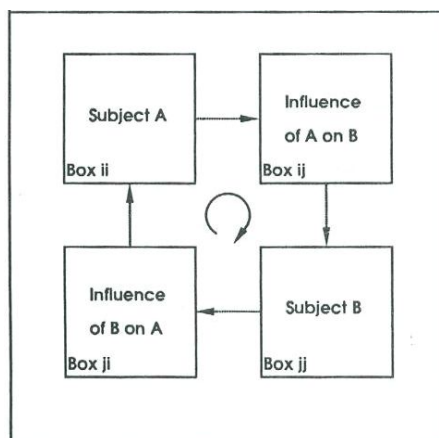 Subject A
Box ii
Influence
of A on B
Box ij
Influence
of B on A
Box ji
Subject B
Box jj